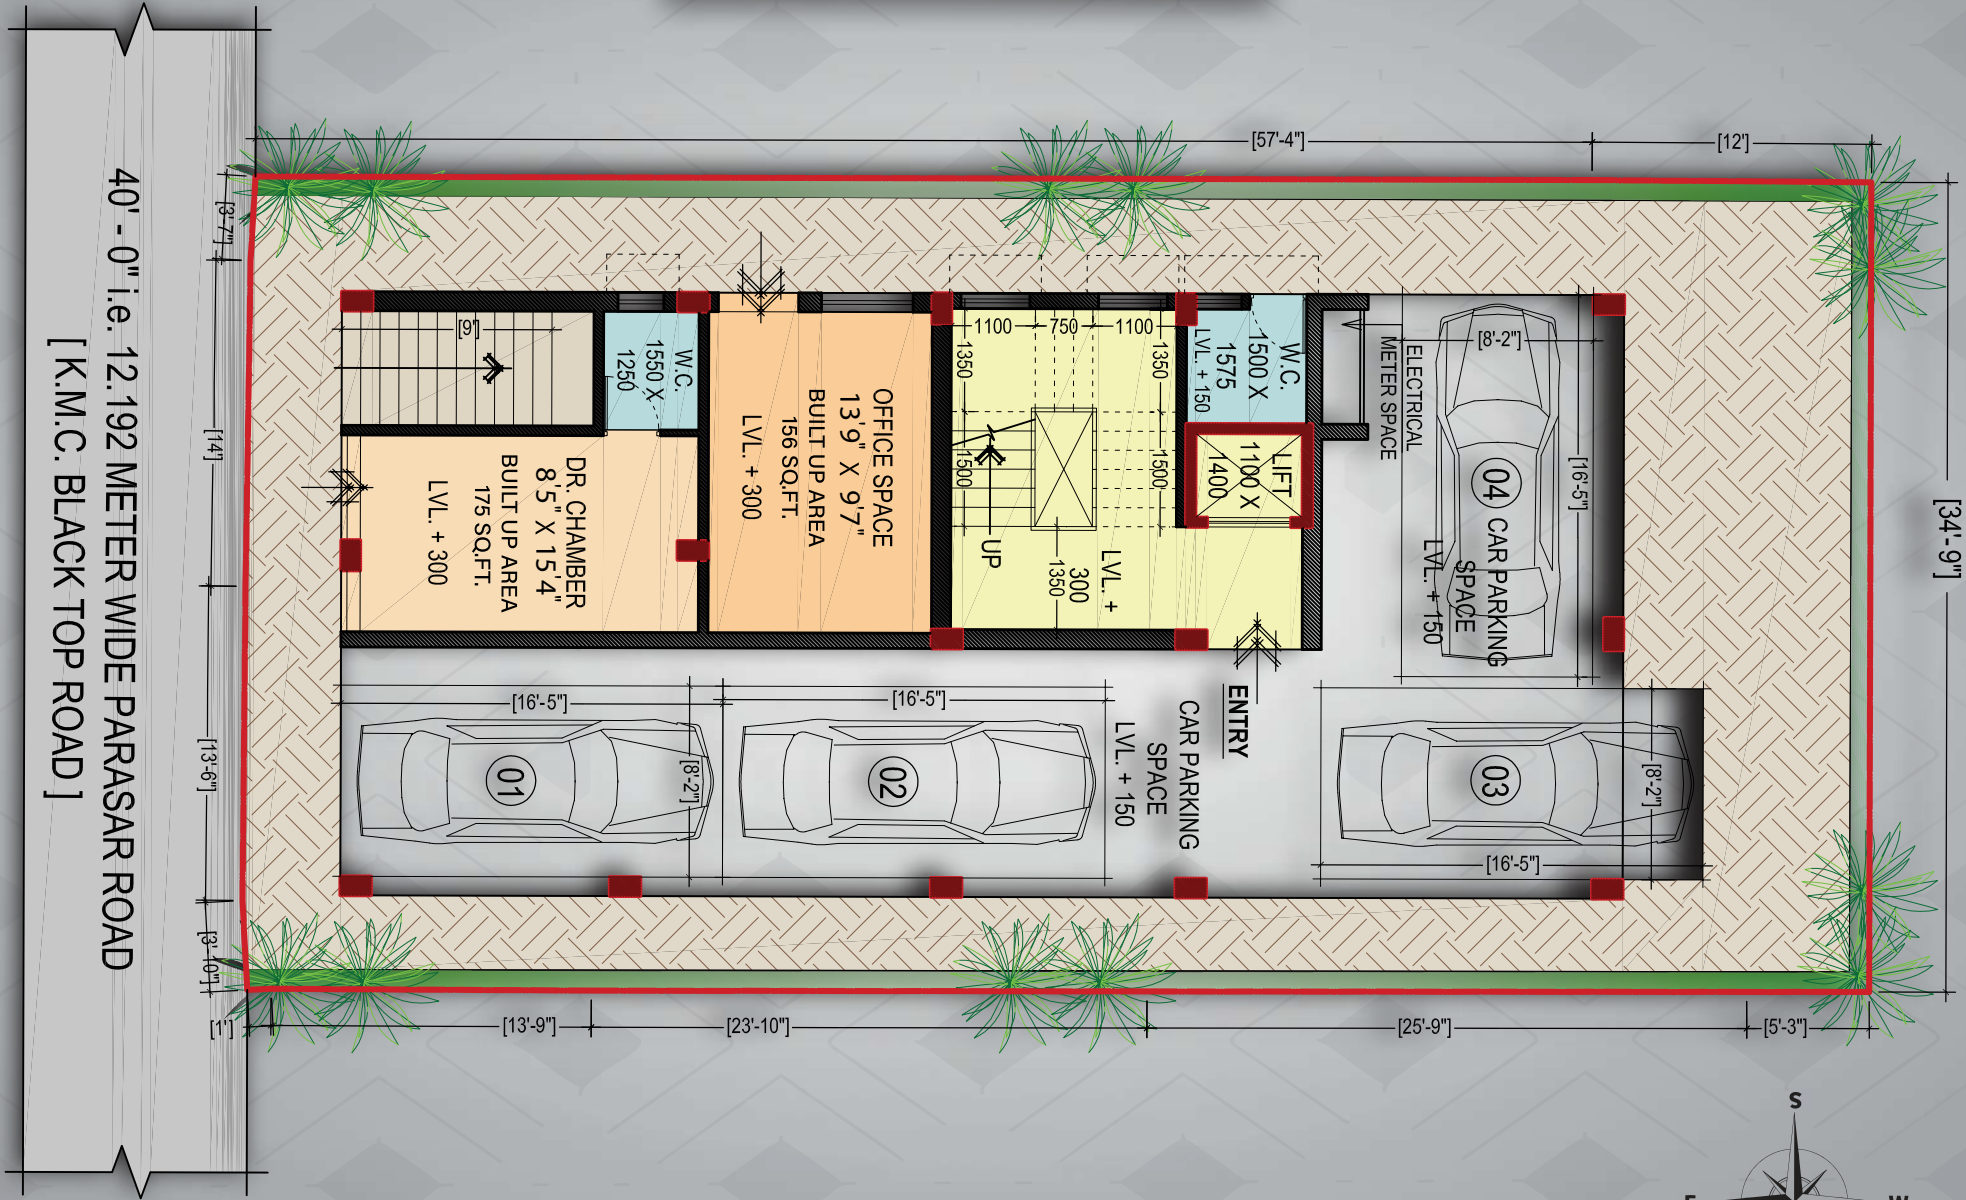 40' - 0" i.e. 12.192 METER WIDE PARASAR ROAD
[ K.M.C. BLACK TOP ROAD ]
[57'-4"]
[12']
[34'-9"]
[3'-7"]
[14']
[13'-6"]
[3'-10"]
[1']
[13'-9"]
[23'-10"]
[25'-9"]
[5'-3"]
[9']
W.C.
1550 X
1250
DR. CHAMBER
8'5" X 15'4"
BUILT UP AREA
175 SQ.FT.
LVL. + 300
OFFICE SPACE
13'9" X 9'7"
BUILT UP AREA
156 SQ.FT.
LVL. + 300
1100
750
1100
1350
1350
1500
1500
UP
1350
LVL. +
300
W.C.
1500 X
1575
LVL. + 150
LIFT
1100 X
1400
ELECTRICAL
METER SPACE
[8'-2"]
[16'-5"]
04 CAR PARKING
SPACE
LVL. + 150
ENTRY
CAR PARKING
SPACE
LVL. + 150
[16'-5"]
[8'-2"]
01
[16'-5"]
02
03
[8'-2"]
[16'-5"]
S
E
W